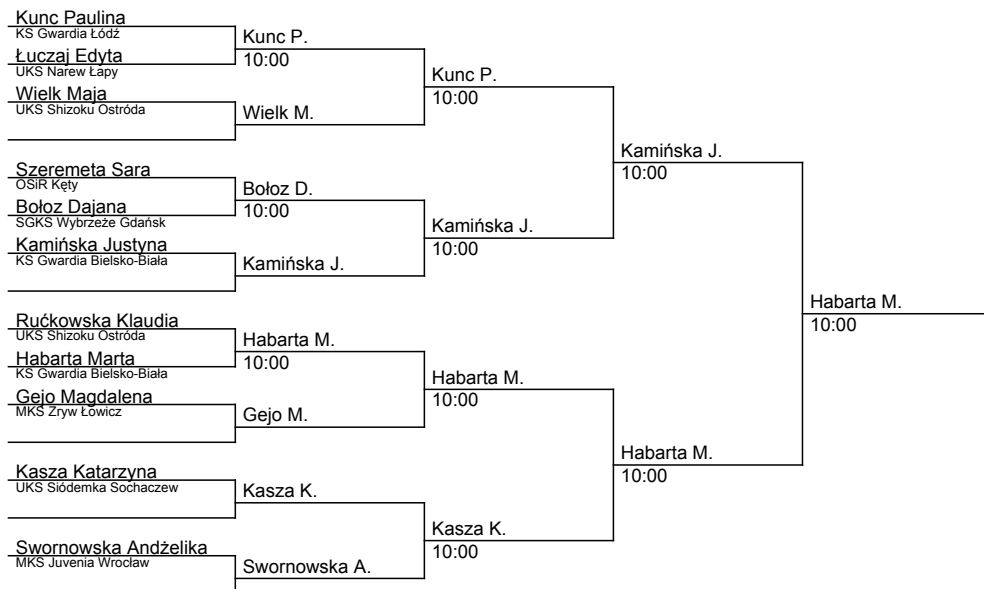 Kunc Paulina
KS Gwardia Łódź
Łuczaj Edyta
UKS Narew Łapy
Wielk Maja
UKS Shizoku Ostróda
Szeremeta Sara
OSiR Kęty
Bołoz Dajana
SGKS Wybrzeże Gdańsk
Kamińska Justyna
KS Gwardia Bielsko-Biała
Rućkowska Klaudia
UKS Shizoku Ostróda
Habarta Marta
KS Gwardia Bielsko-Biała
Gejo Magdalena
MKS Zryw Łowicz
Kasza Katarzyna
UKS Siódemka Sochaczew
Swornowska Andżelika
MKS Juvenia Wrocław
Kunc P.
10:00
Wielk M.
Bołoz D.
10:00
Kamińska J.
Habarta M.
10:00
Gejo M.
Kasza K.
Swornowska A.
Kunc P.
10:00
Kamińska J.
10:00
Habarta M.
10:00
Kasza K.
10:00
Kamińska J.
10:00
Habarta M.
10:00
Habarta M.
10:00